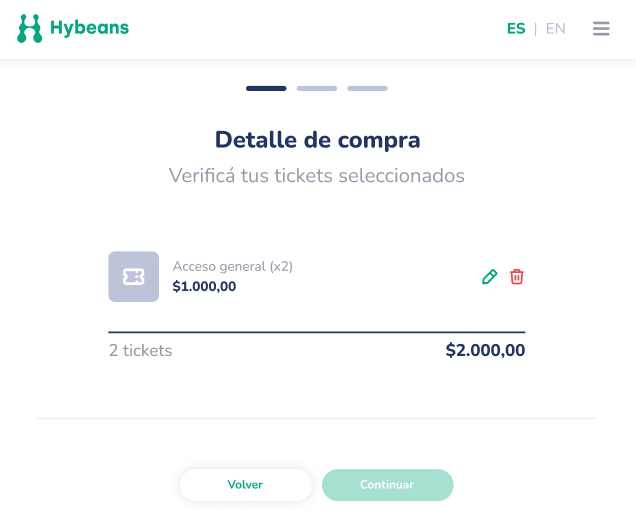 Hybeans
ES | EN
Detalle de compra
Verificá tus tickets seleccionados
Acceso general (x2)
$1.000,00
2 tickets
$2.000,00
Volver
Continuar